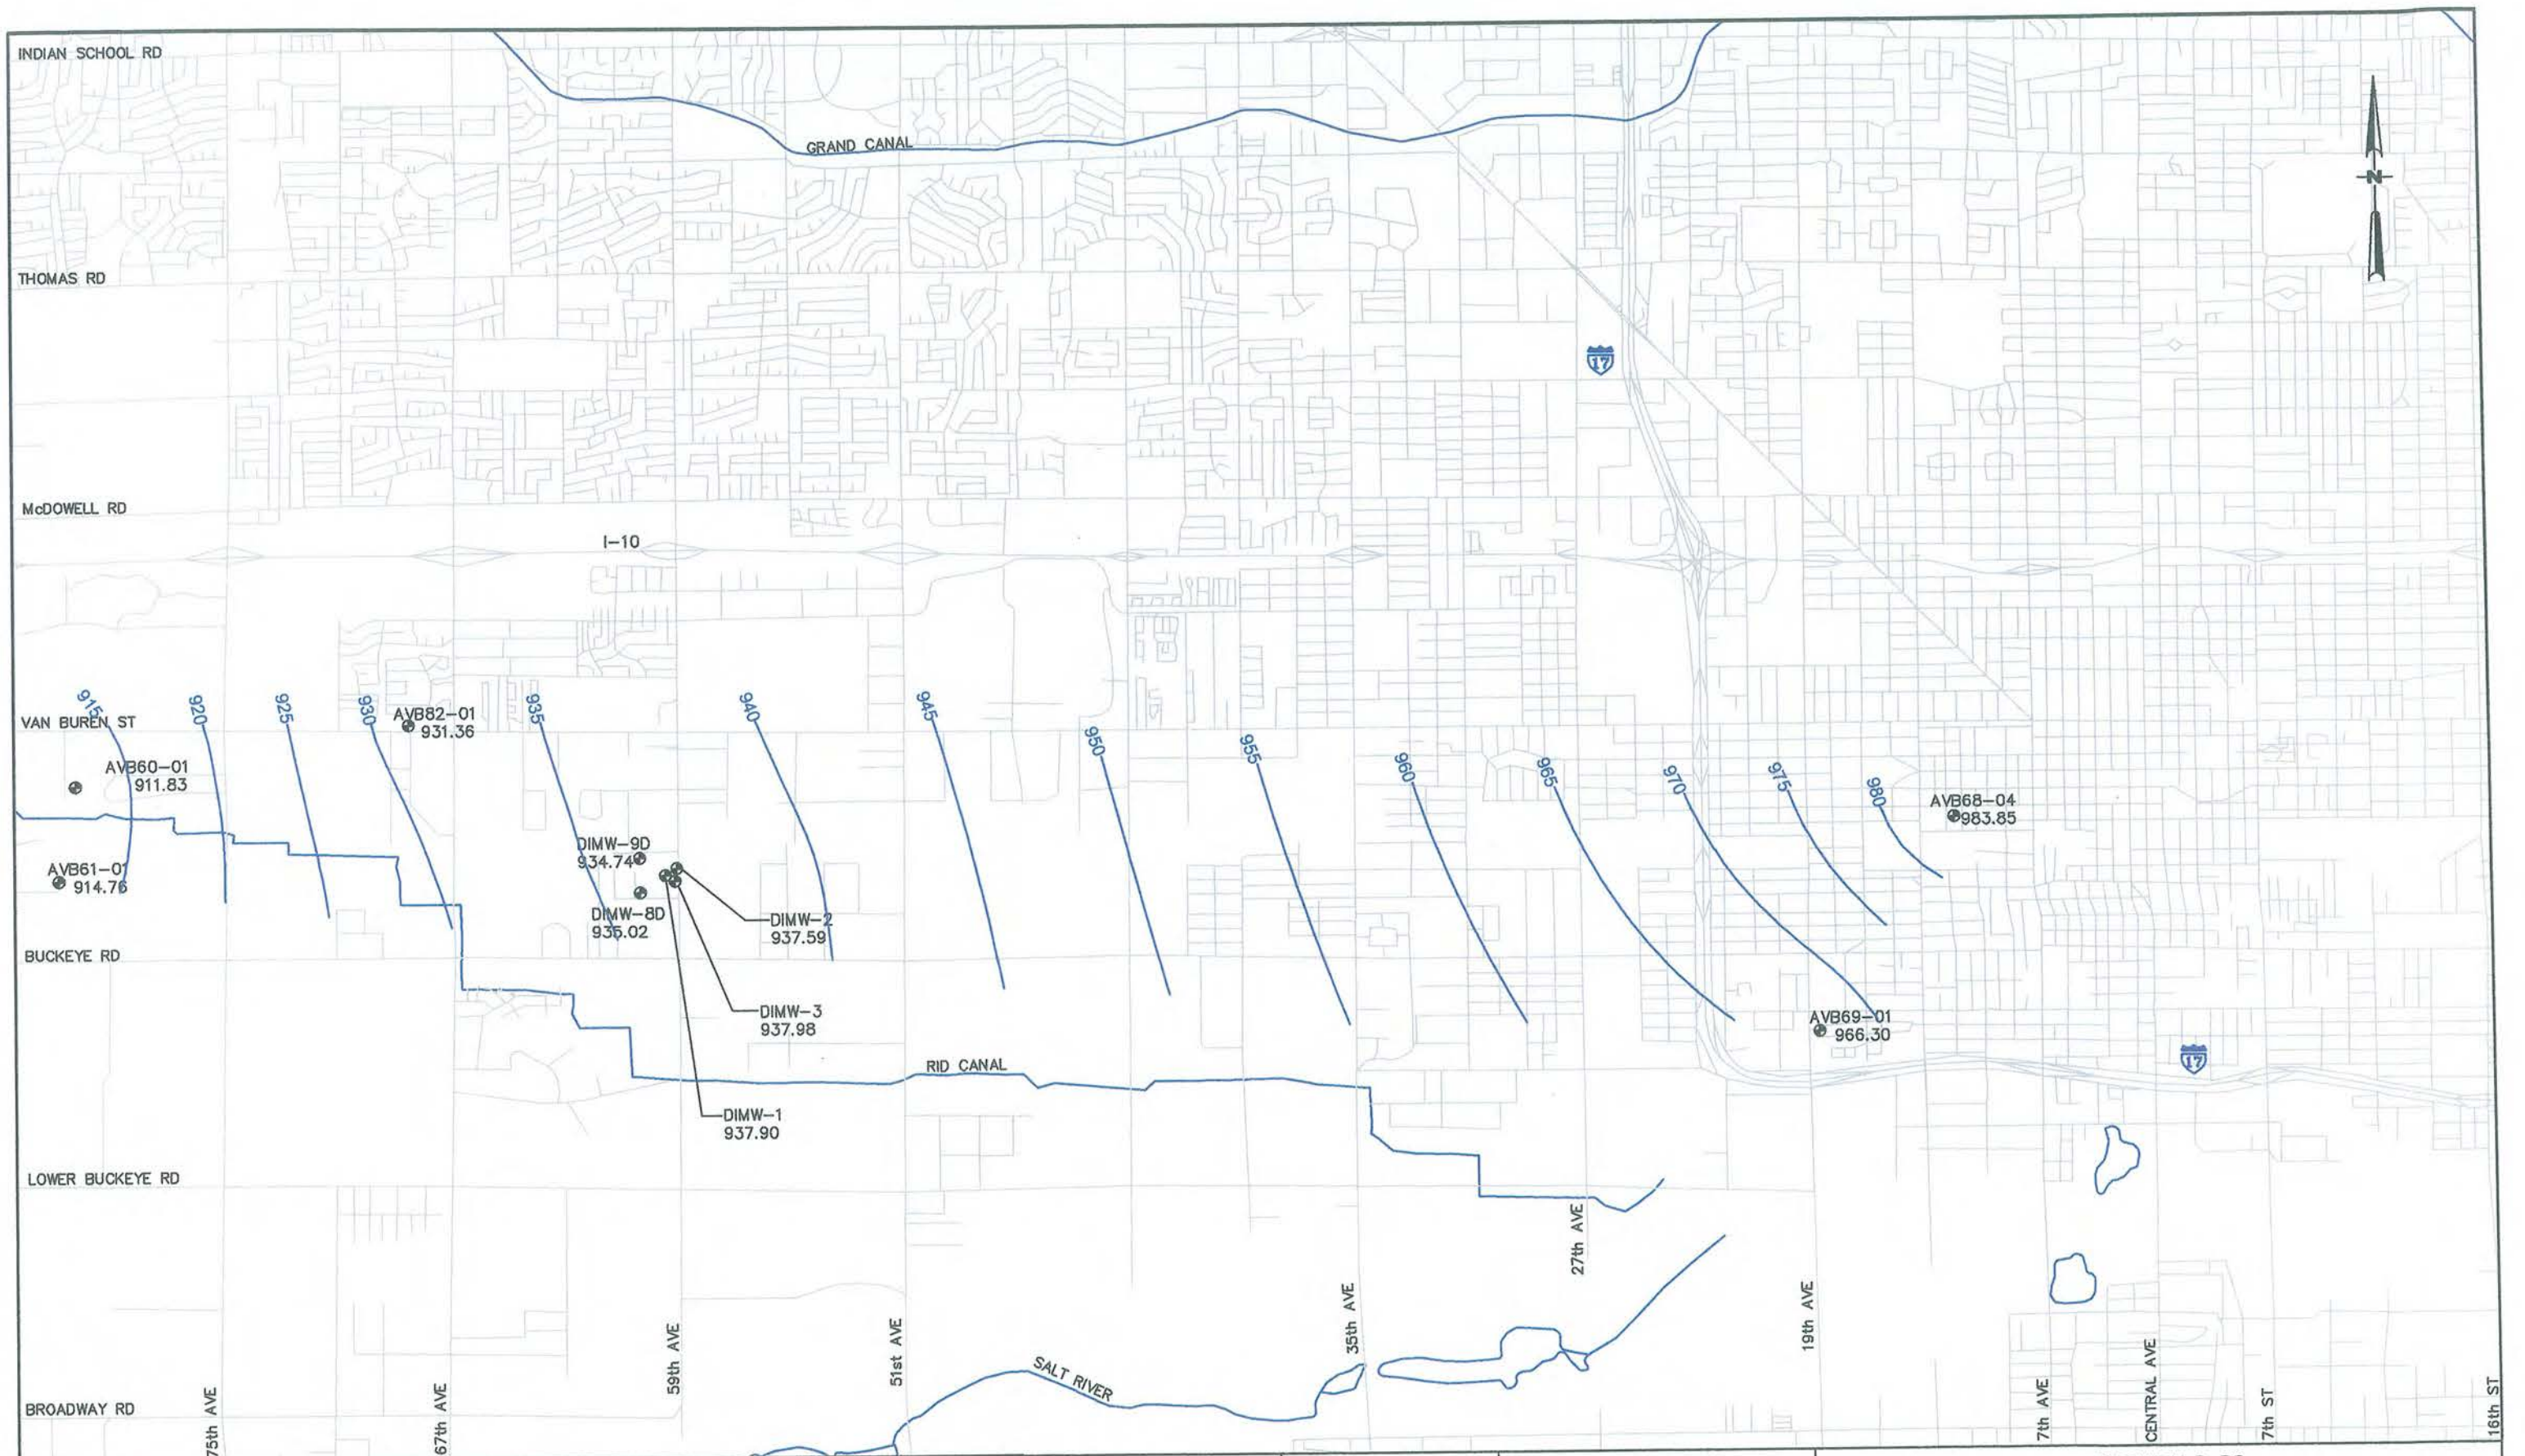 INDIAN SCHOOL RD
GRAND CANAL
N
THOMAS RD
17
McDOWELL RD
I-10
915
920
925
930
935
940
945
950
955
960
965
970
975
980
VAN BUREN ST
AVB82-01
931.36
AVB60-01
911.83
AVB68-04
983.85
DIMW-9D
934.74
AVB61-01
914.76
DIMW-8D
935.02
DIMW-2
937.59
BUCKEYE RD
DIMW-3
937.98
AVB69-01
966.30
17
RID CANAL
DIMW-1
937.90
LOWER BUCKEYE RD
27th AVE
35th AVE
19th AVE
59th AVE
51st AVE
SALT RIVER
BROADWAY RD
75th AVE
67th AVE
7th AVE
CENTRAL AVE
7th ST
16th ST